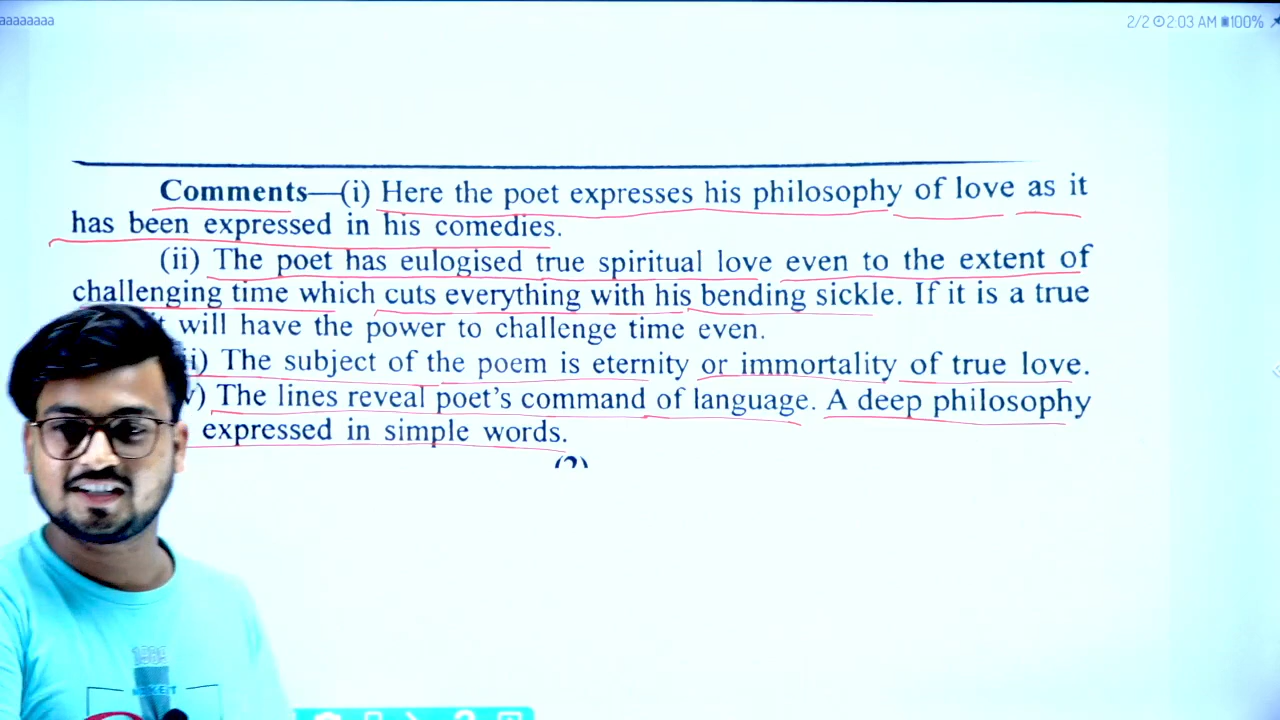 aaaaaaaaa
2/2 2:03 AM 100%
Comments—(i) Here the poet expresses his philosophy of love as it
has been expressed in his comedies.
(ii) The poet has eulogised true spiritual love even to the extent of
challenging time which cuts everything with his bending sickle. If it is a true
it will have the power to challenge time even.
i) The subject of the poem is eternity or immortality of true love.
v) The lines reveal poet's command of language. A deep philosophy
expressed in simple words.